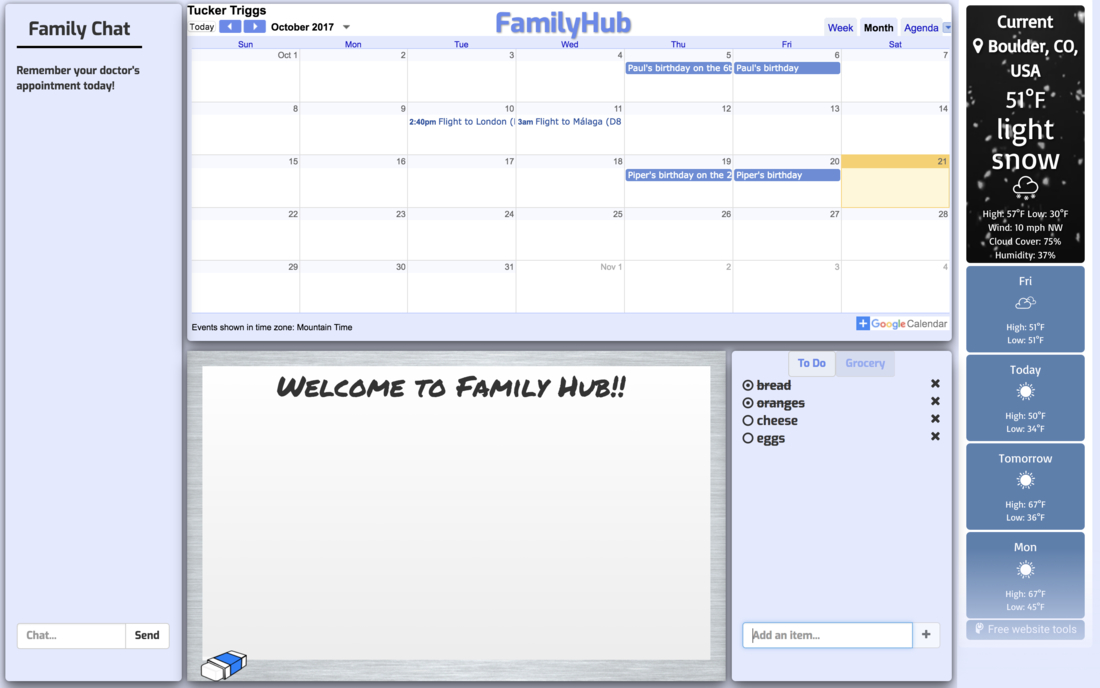 Family Chat
Remember your doctor's
appointment today!
Chat...
Send
Tucker Triggs
FamilyHub
Today
October 2017
Week
Month
Agenda
Sun Mon Tue Wed Thu Fri Sat
Oct 1 2 3 4 5 6 7
Paul's birthday on the 6t Paul's birthday
8 9 10 11 12 13 14
2:40pm Flight to London ( 3am Flight to Málaga (D8
15 16 17 18 19 20 21
Piper's birthday on the 2 Piper's birthday
22 23 24 25 26 27 28
29 30 31 Nov 1 2 3 4
Events shown in time zone: Mountain Time
+ Google Calendar
Welcome to Family Hub!!
To Do
Grocery
bread
oranges
cheese
eggs
Add an item...
+
Current
Boulder, CO,
USA
51°F
light
snow
High: 57°F Low: 30°F
Wind: 10 mph NW
Cloud Cover: 75%
Humidity: 37%
Fri
High: 51°F
Low: 51°F
Today
High: 50°F
Low: 34°F
Tomorrow
High: 67°F
Low: 36°F
Mon
High: 67°F
Low: 45°F
Free website tools